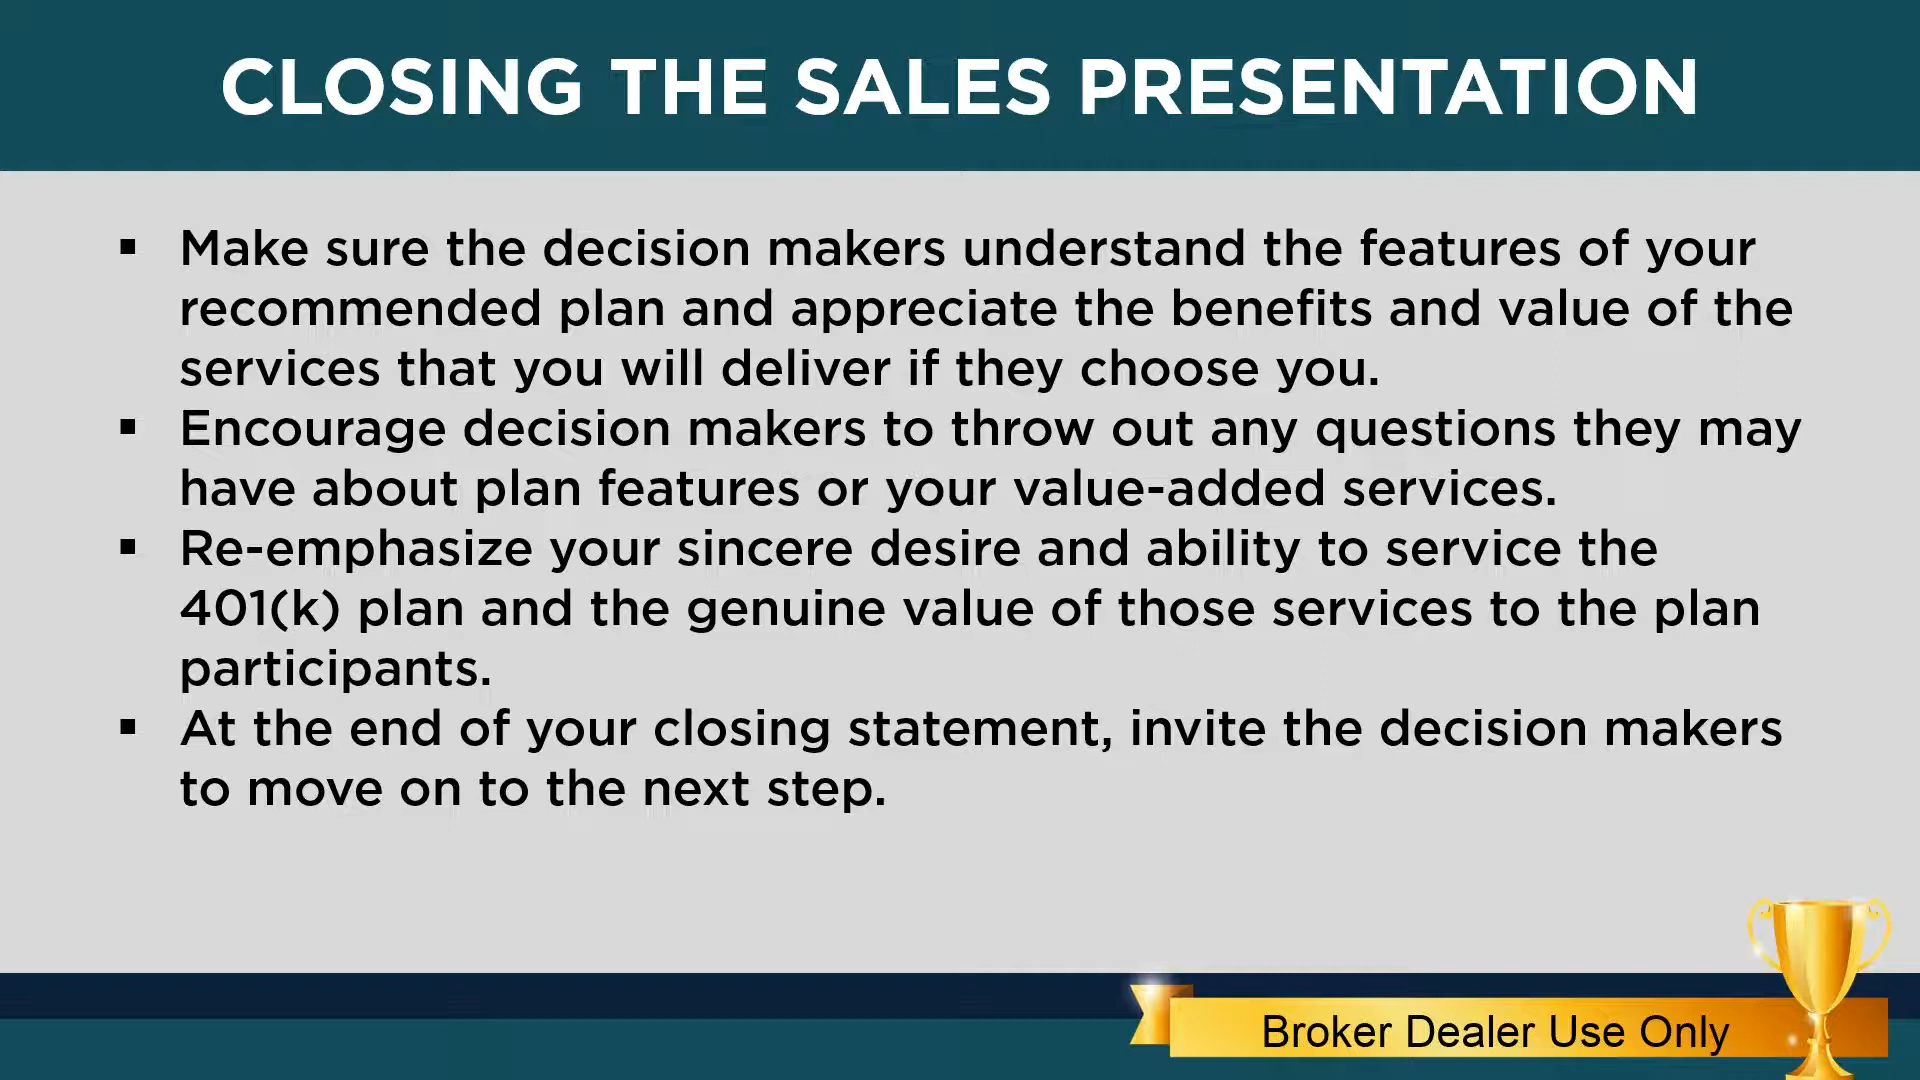 CLOSING THE SALES PRESENTATION
▪ Make sure the decision makers understand the features of your
recommended plan and appreciate the benefits and value of the
services that you will deliver if they choose you.
▪ Encourage decision makers to throw out any questions they may
have about plan features or your value-added services.
▪ Re-emphasize your sincere desire and ability to service the
401(k) plan and the genuine value of those services to the plan
participants.
▪ At the end of your closing statement, invite the decision makers
to move on to the next step.
Broker Dealer Use Only